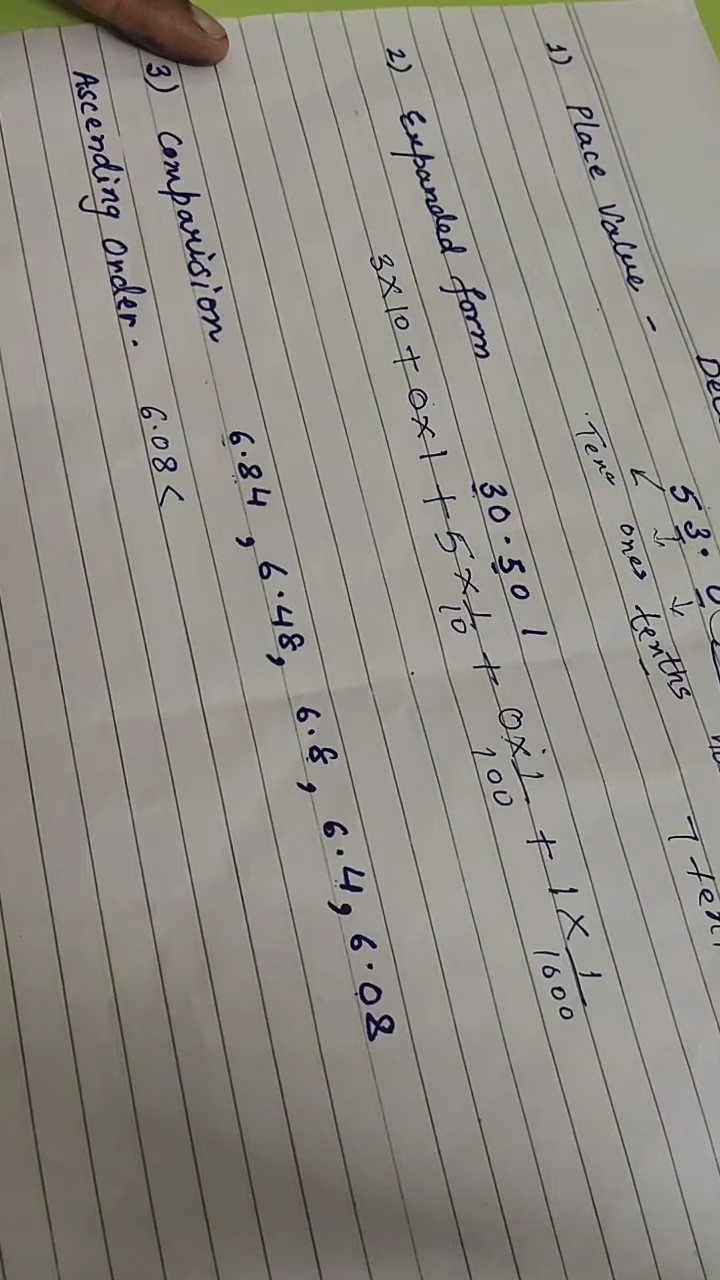 1) Place Value -
53.
Tens ones tenths
2) Expanded form
30.501
3×10 + 0×1 + 5×1/10 + 0×1/100 + 1×1/1000
3) Comparision 6.84, 6.48, 6.8, 6.4, 6.08
Ascending Order. 6.08<